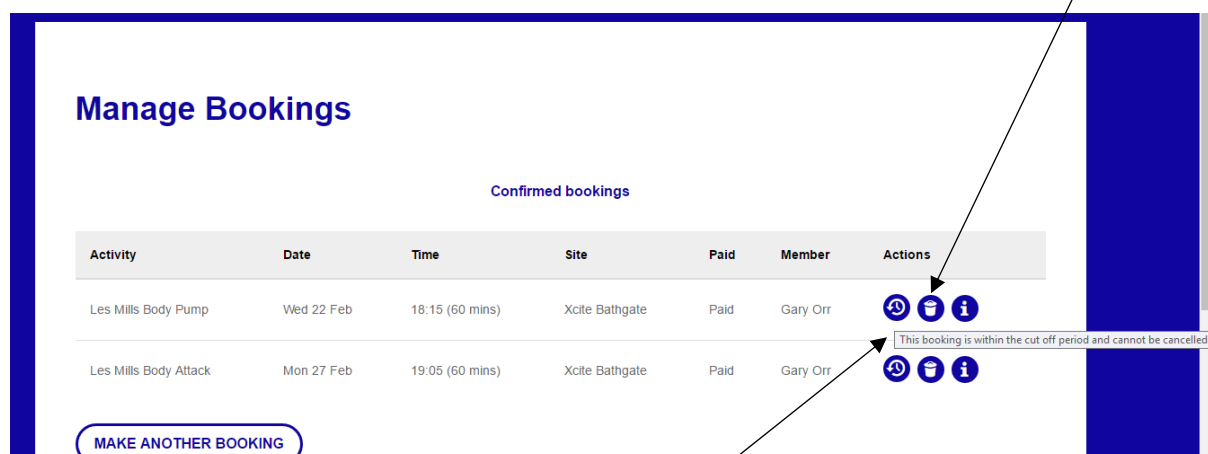 Manage Bookings
Confirmed bookings
Activity Date Time Site Paid Member Actions
Les Mills Body Pump Wed 22 Feb 18:15 (60 mins) Xcite Bathgate Paid Gary Orr
This booking is within the cut off period and cannot be cancelled
Les Mills Body Attack Mon 27 Feb 19:05 (60 mins) Xcite Bathgate Paid Gary Orr
MAKE ANOTHER BOOKING